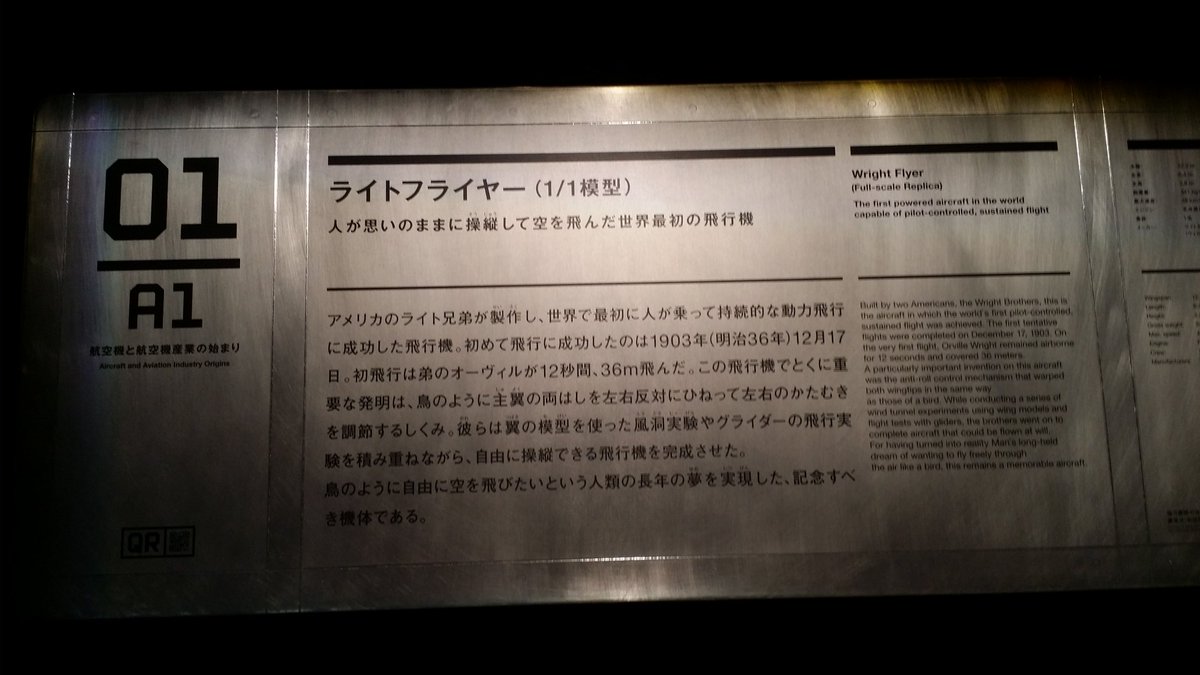 01
A1
航空機と航空機産業の始まり
Aircraft and Aviation Industry Origins
QR
ライトフライヤー（1/1模型）
人が思いのままに操縦して空を飛んだ世界最初の飛行機
アメリカのライト兄弟が製作し、世界で最初に人が乗って持続的な動力飛行
に成功した飛行機。初めて飛行に成功したのは1903年（明治36年）12月17
日。初飛行は弟のオーヴィルが12秒間、36m飛んだ。この飛行機でとくに重
要な発明は、鳥のように主翼の両はしを左右反対にひねって左右のかたむき
を調節するしくみ。彼らは翼の模型を使った風洞実験やグライダーの飛行実
験を積み重ねながら、自由に操縦できる飛行機を完成させた。
鳥のように自由に空を飛びたいという人類の長年の夢を実現した、記念すべ
き機体である。
Wright Flyer
(Full-scale Replica)
The first powered aircraft in the world
capable of pilot-controlled, sustained flight
Built by two Americans, the Wright Brothers, this is
the aircraft in which the world's first pilot-controlled,
sustained flight was achieved. The first tentative
flights were completed on December 17, 1903. On
the very first flight, Orville Wright remained airborne
for 12 seconds and covered 36 meters.
A particularly important invention on this aircraft
was the anti-roll control mechanism that warped
both wingtips in the same way
as those of a bird. While conducting a series of
wind tunnel experiments using wing models and
flight tests with gliders, the brothers went on to
complete aircraft that could be flown at will.
For having turned into reality Man's long-held
dream of wanting to fly freely through
the air like a bird, this remains a memorable aircraft.
Wingspan:
Length:
Height:
Gross weight:
Max. speed:
Engine:
Crew:
Manufacturer: